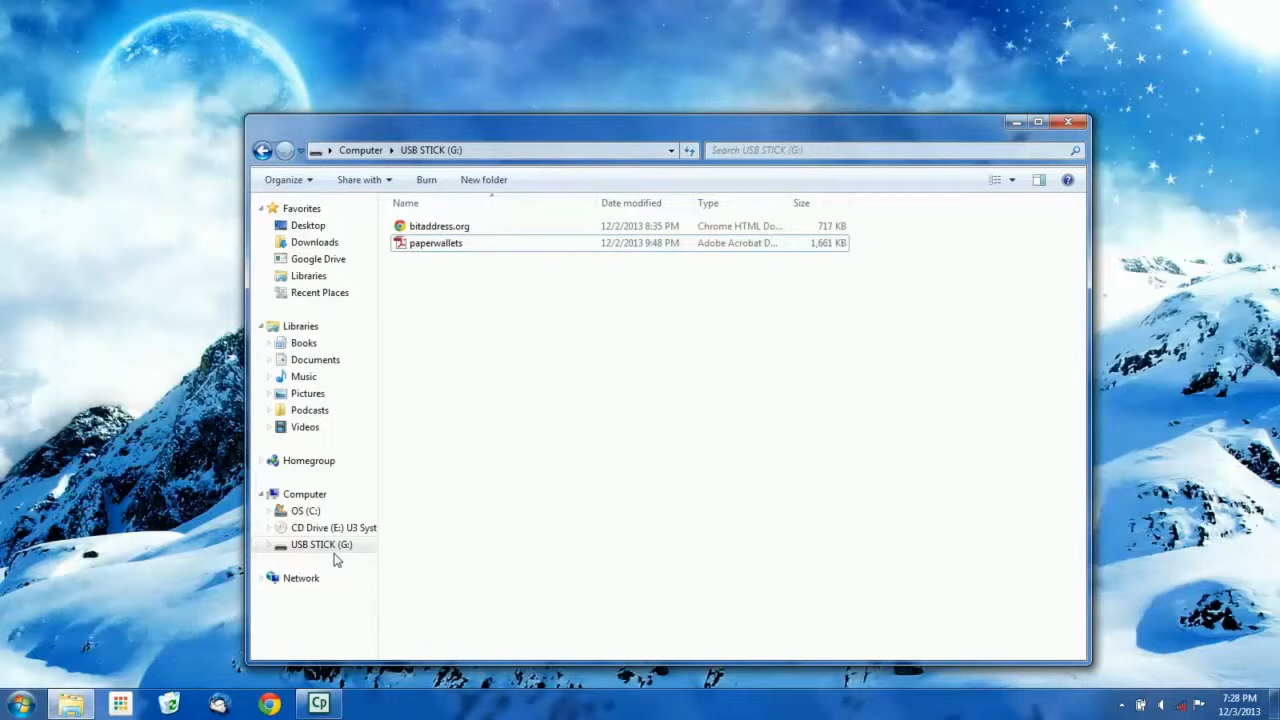 Computer USB STICK (G:) Search USB STICK (G:)
Organize Share with Burn New folder
Favorites
Desktop
Downloads
Google Drive
Libraries
Recent Places
Libraries
Books
Documents
Music
Pictures
Podcasts
Videos
Homegroup
Computer
OS (C:)
CD Drive (E:) U3 Syst
USB STICK (G:)
Network
Name Date modified Type Size
bitaddress.org 12/2/2013 8:35 PM Chrome HTML Do... 717 KB
paperwallets 12/2/2013 9:48 PM Adobe Acrobat D... 1,661 KB
Cp
7:28 PM
12/3/2013